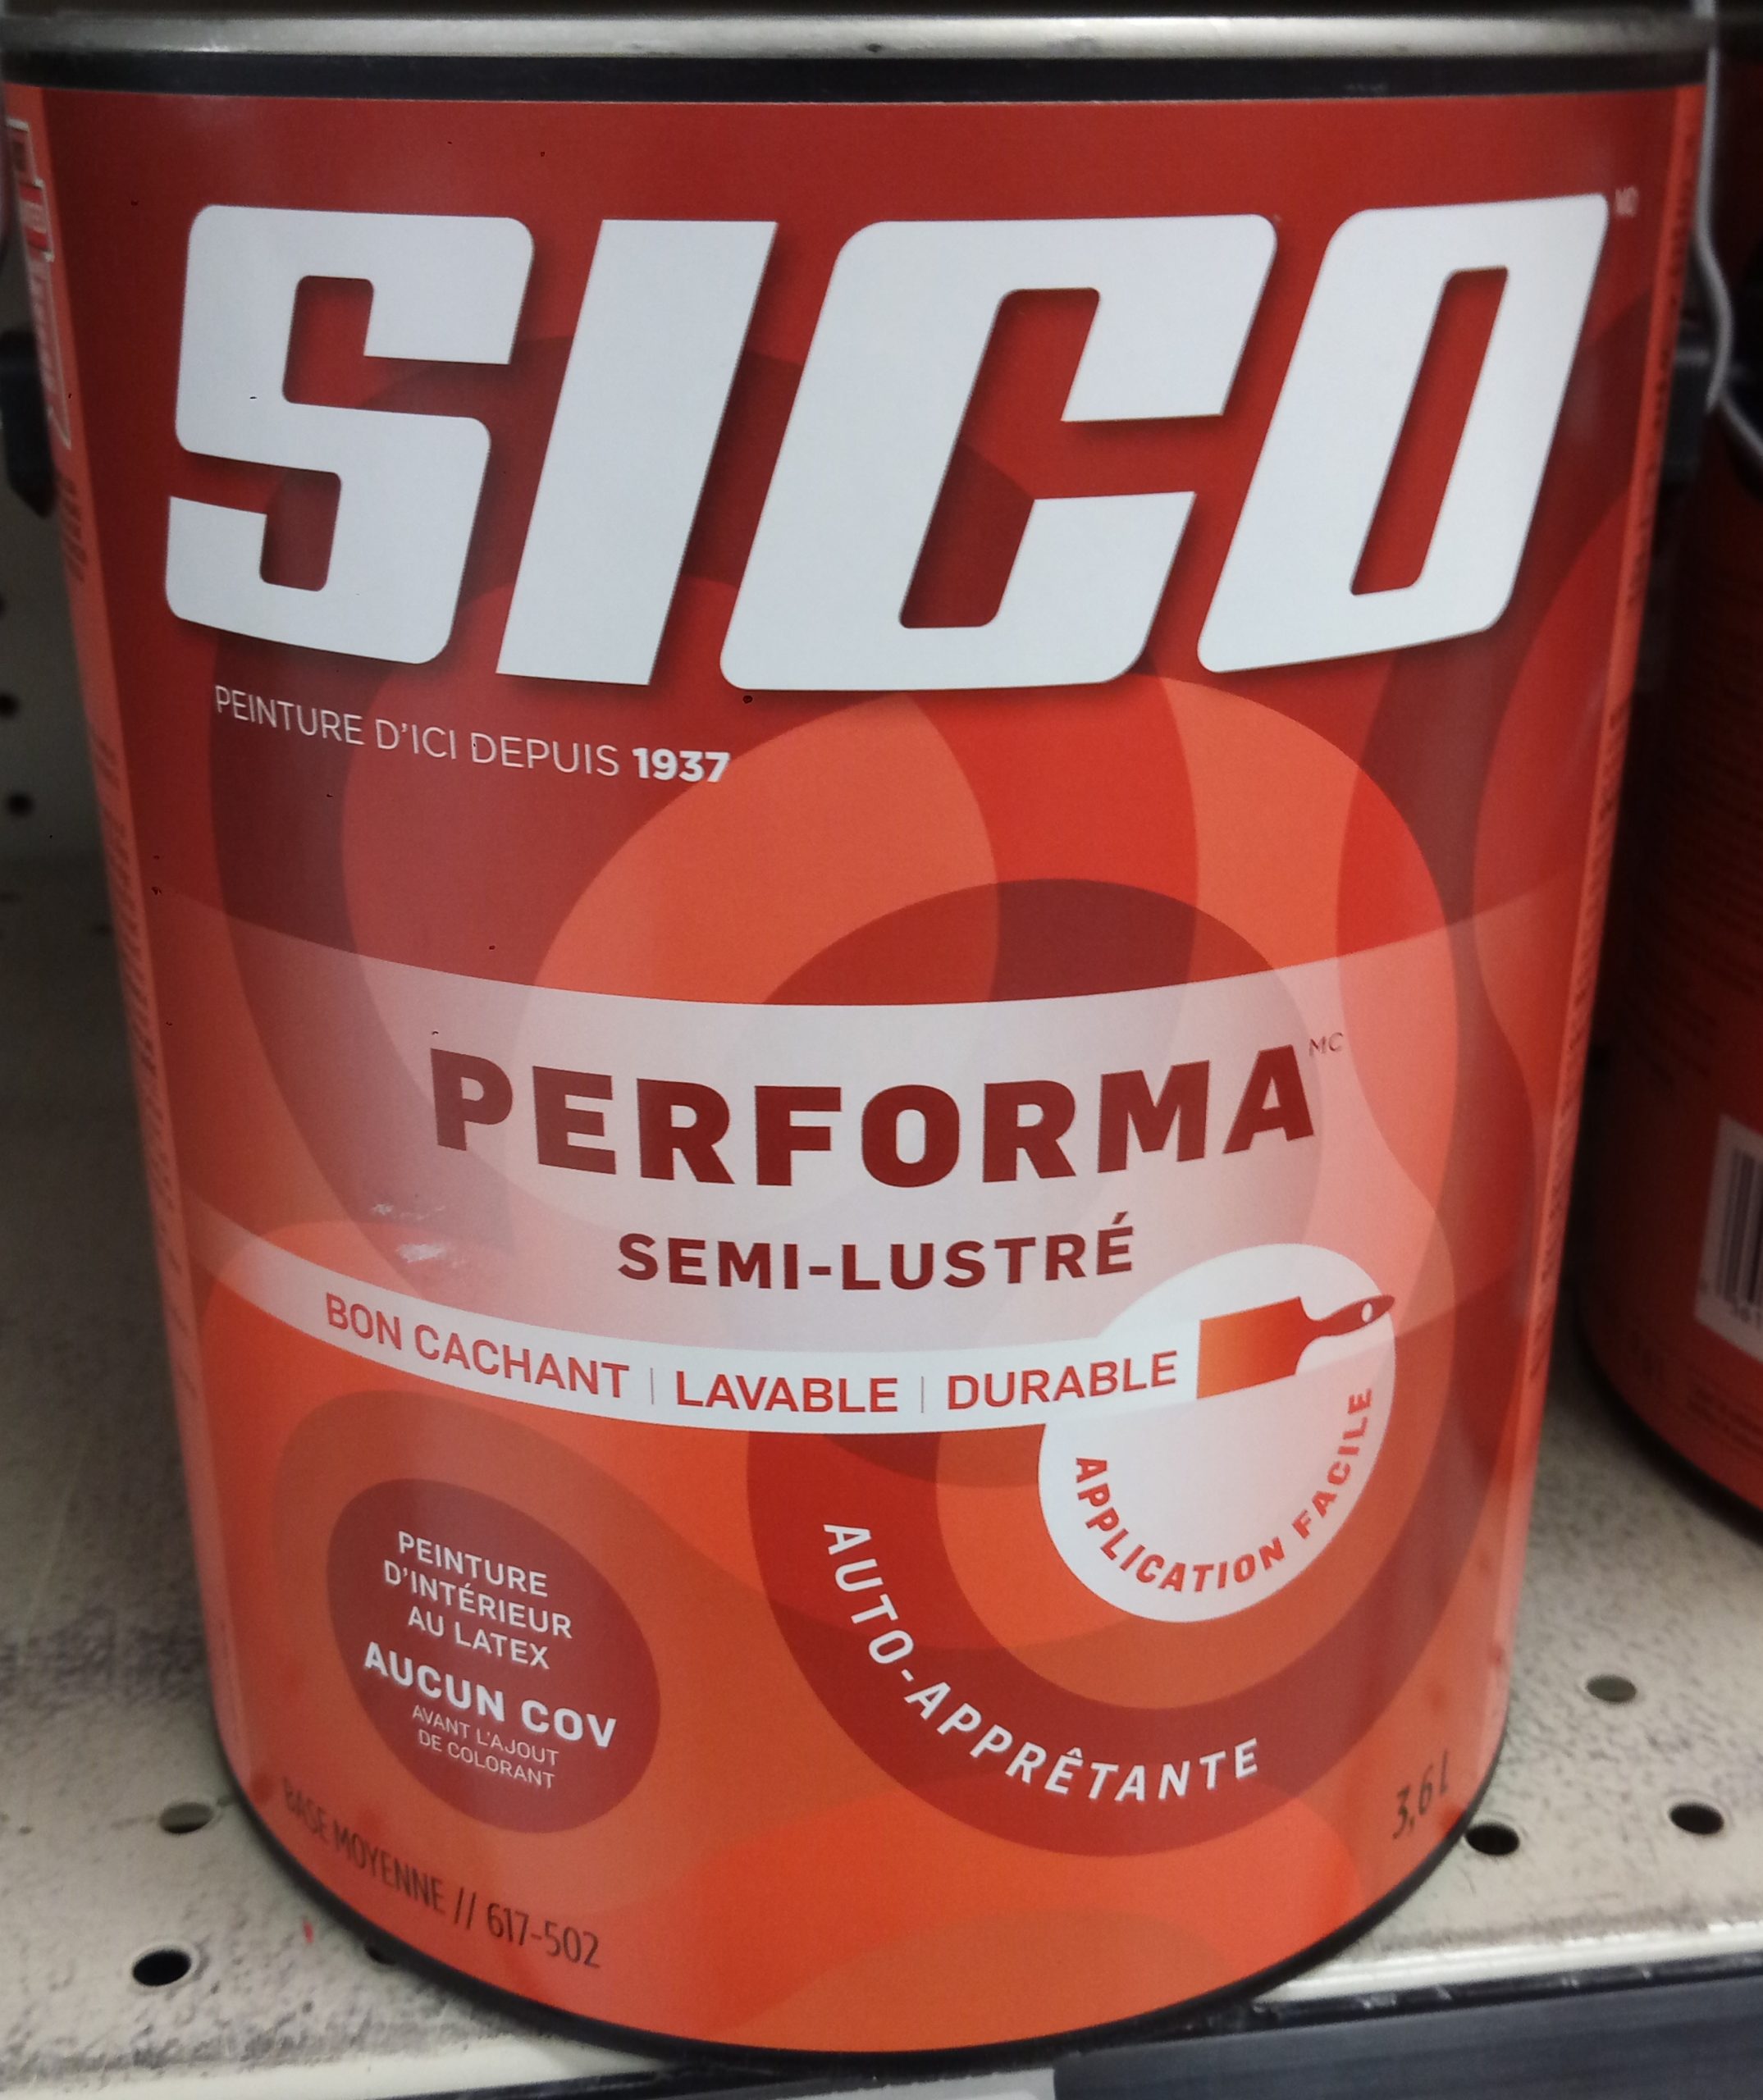 SICO MD
PEINTURE D'ICI DEPUIS 1937
PERFORMA MC
SEMI-LUSTRÉ
BON CACHANT | LAVABLE | DURABLE
APPLICATION FACILE
AUTO-APPRÊTANTE
PEINTURE
D'INTÉRIEUR
AU LATEX
AUCUN COV
AVANT L'AJOUT
DE COLORANT
BASE MOYENNE // 617-502
3,6 L